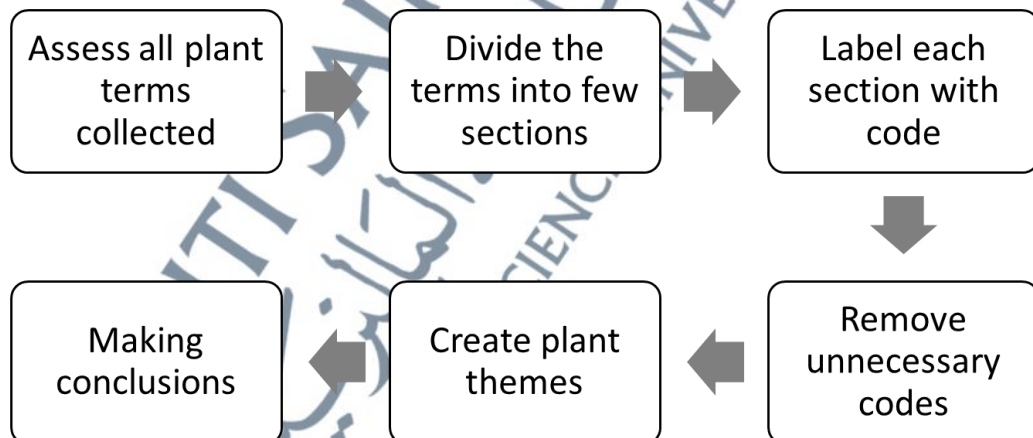 Assess all plant
terms
collected
Divide the
terms into few
sections
Label each
section with
code
Remove
unnecessary
codes
Create plant
themes
Making
conclusions